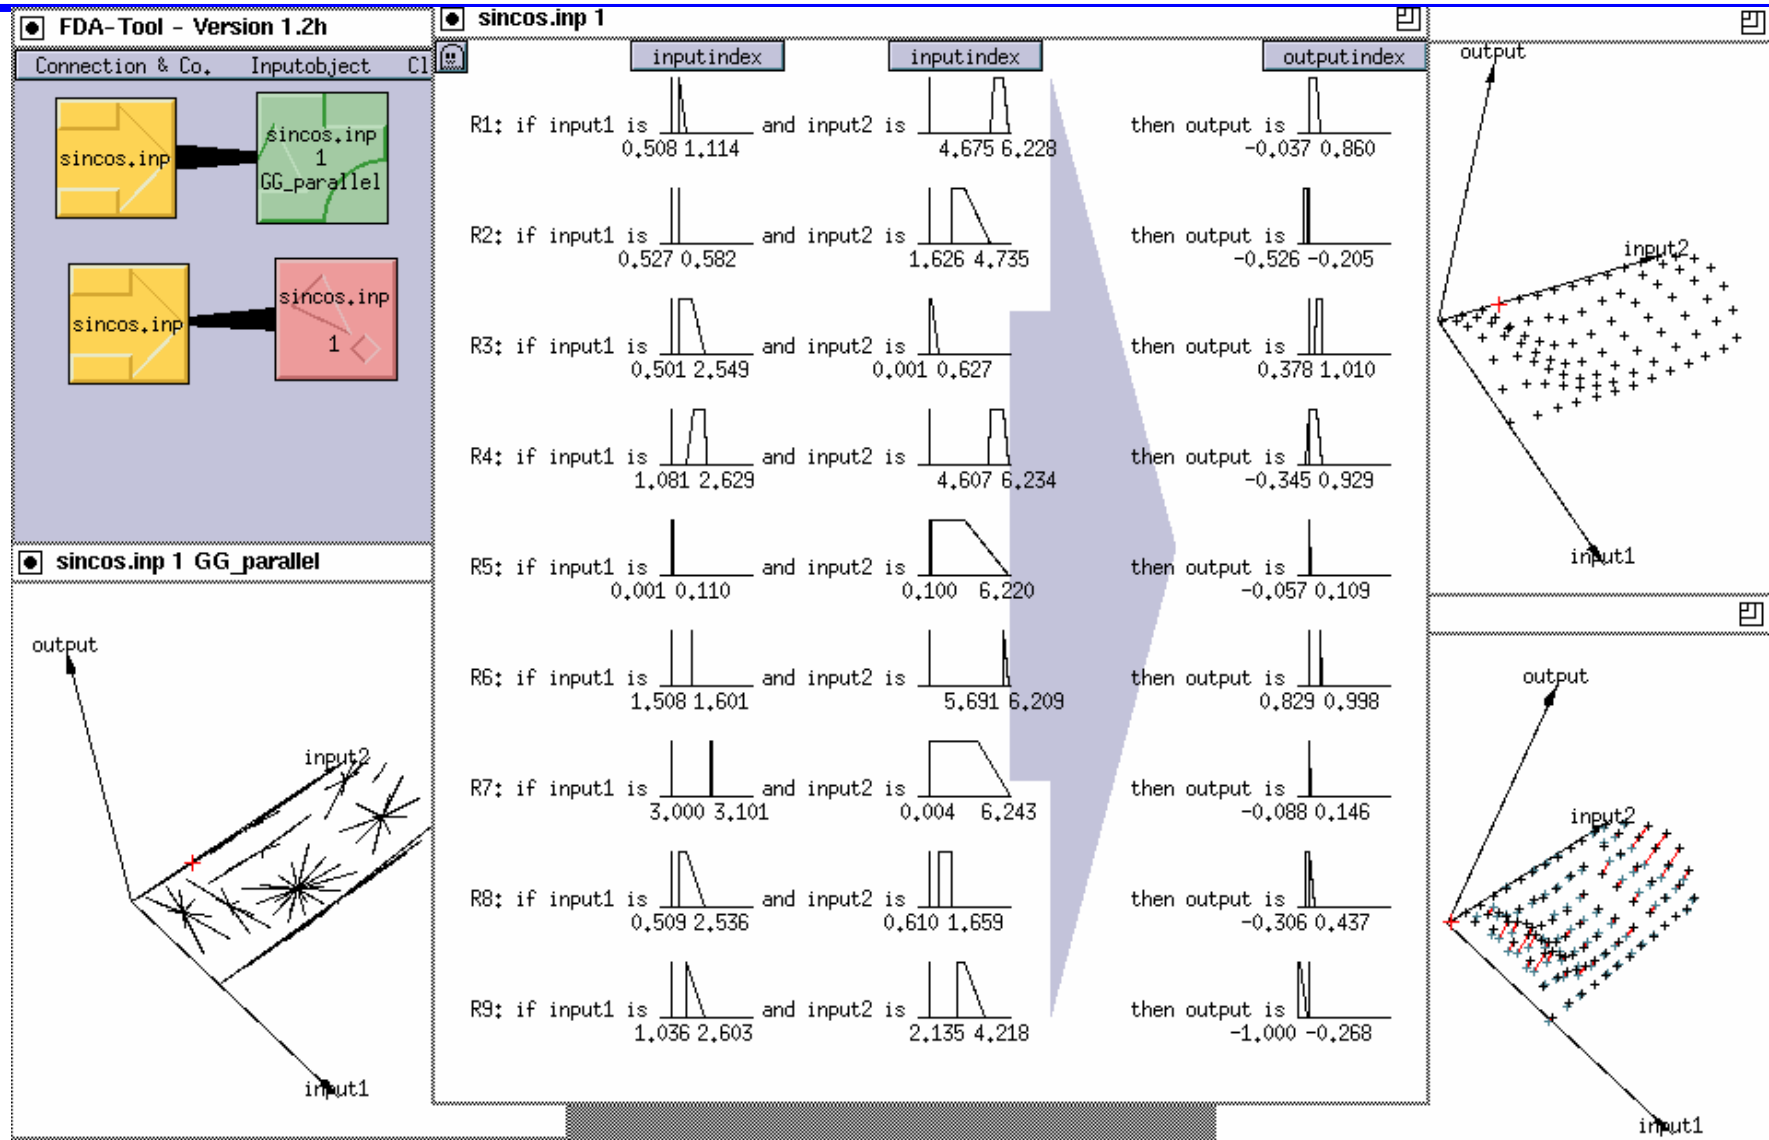 FDA-Tool - Version 1.2h
Connection & Co. Inputobject Cl
sincos.inp
sincos.inp
1
GG_parallel
sincos.inp
sincos.inp
1
sincos.inp 1 GG_parallel
output
input2
input1
sincos.inp 1
inputindex inputindex outputindex
R1: if input1 is and input2 is then output is
0.508 1.114 4.675 6.228 -0.037 0.860
R2: if input1 is and input2 is then output is
0.527 0.582 1.626 4.735 -0.526 -0.205
R3: if input1 is and input2 is then output is
0.501 2.549 0.001 0.627 0.378 1.010
R4: if input1 is and input2 is then output is
1.081 2.629 4.607 6.234 -0.345 0.929
R5: if input1 is and input2 is then output is
0.001 0.110 0.100 6.220 -0.057 0.109
R6: if input1 is and input2 is then output is
1.508 1.601 5.691 6.209 0.829 0.998
R7: if input1 is and input2 is then output is
3.000 3.101 0.004 6.243 -0.088 0.146
R8: if input1 is and input2 is then output is
0.509 2.536 0.610 1.659 -0.306 0.437
R9: if input1 is and input2 is then output is
1.036 2.603 2.135 4.218 -1.000 -0.268
output
input2
input1
output
input2
input1